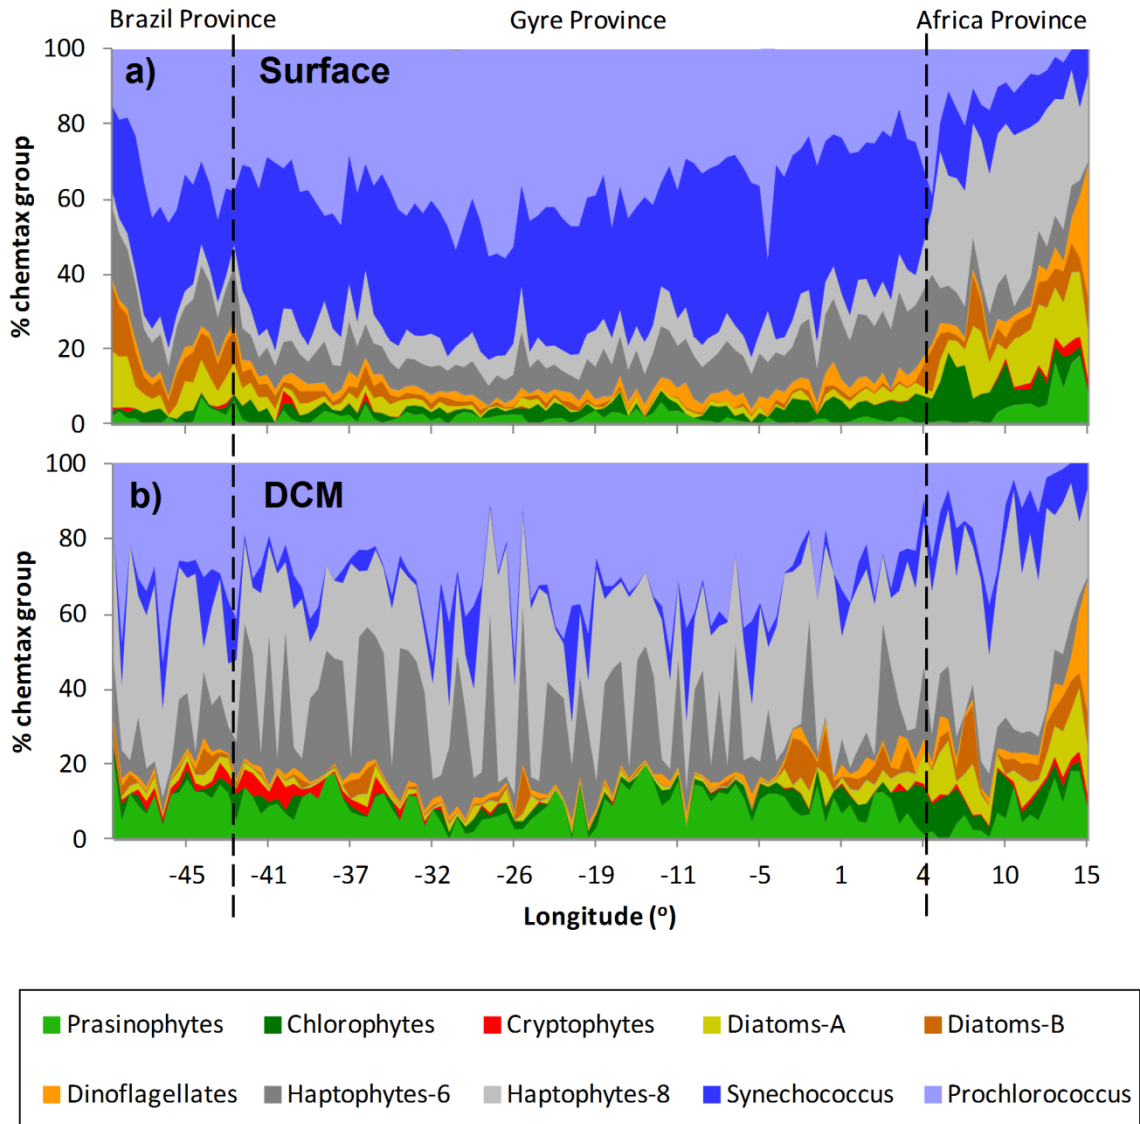 Brazil Province Gyre Province Africa Province
100
a) Surface
80
60
40
20
0
% chemtax group
100
b) DCM
80
60
40
20
0
% chemtax group
-45 -41 -37 -32 -26 -19 -11 -5 1 4 10 15
Longitude (º)
Prasinophytes Chlorophytes Cryptophytes Diatoms-A Diatoms-B
Dinoflagellates Haptophytes-6 Haptophytes-8 Synechococcus Prochlorococcus